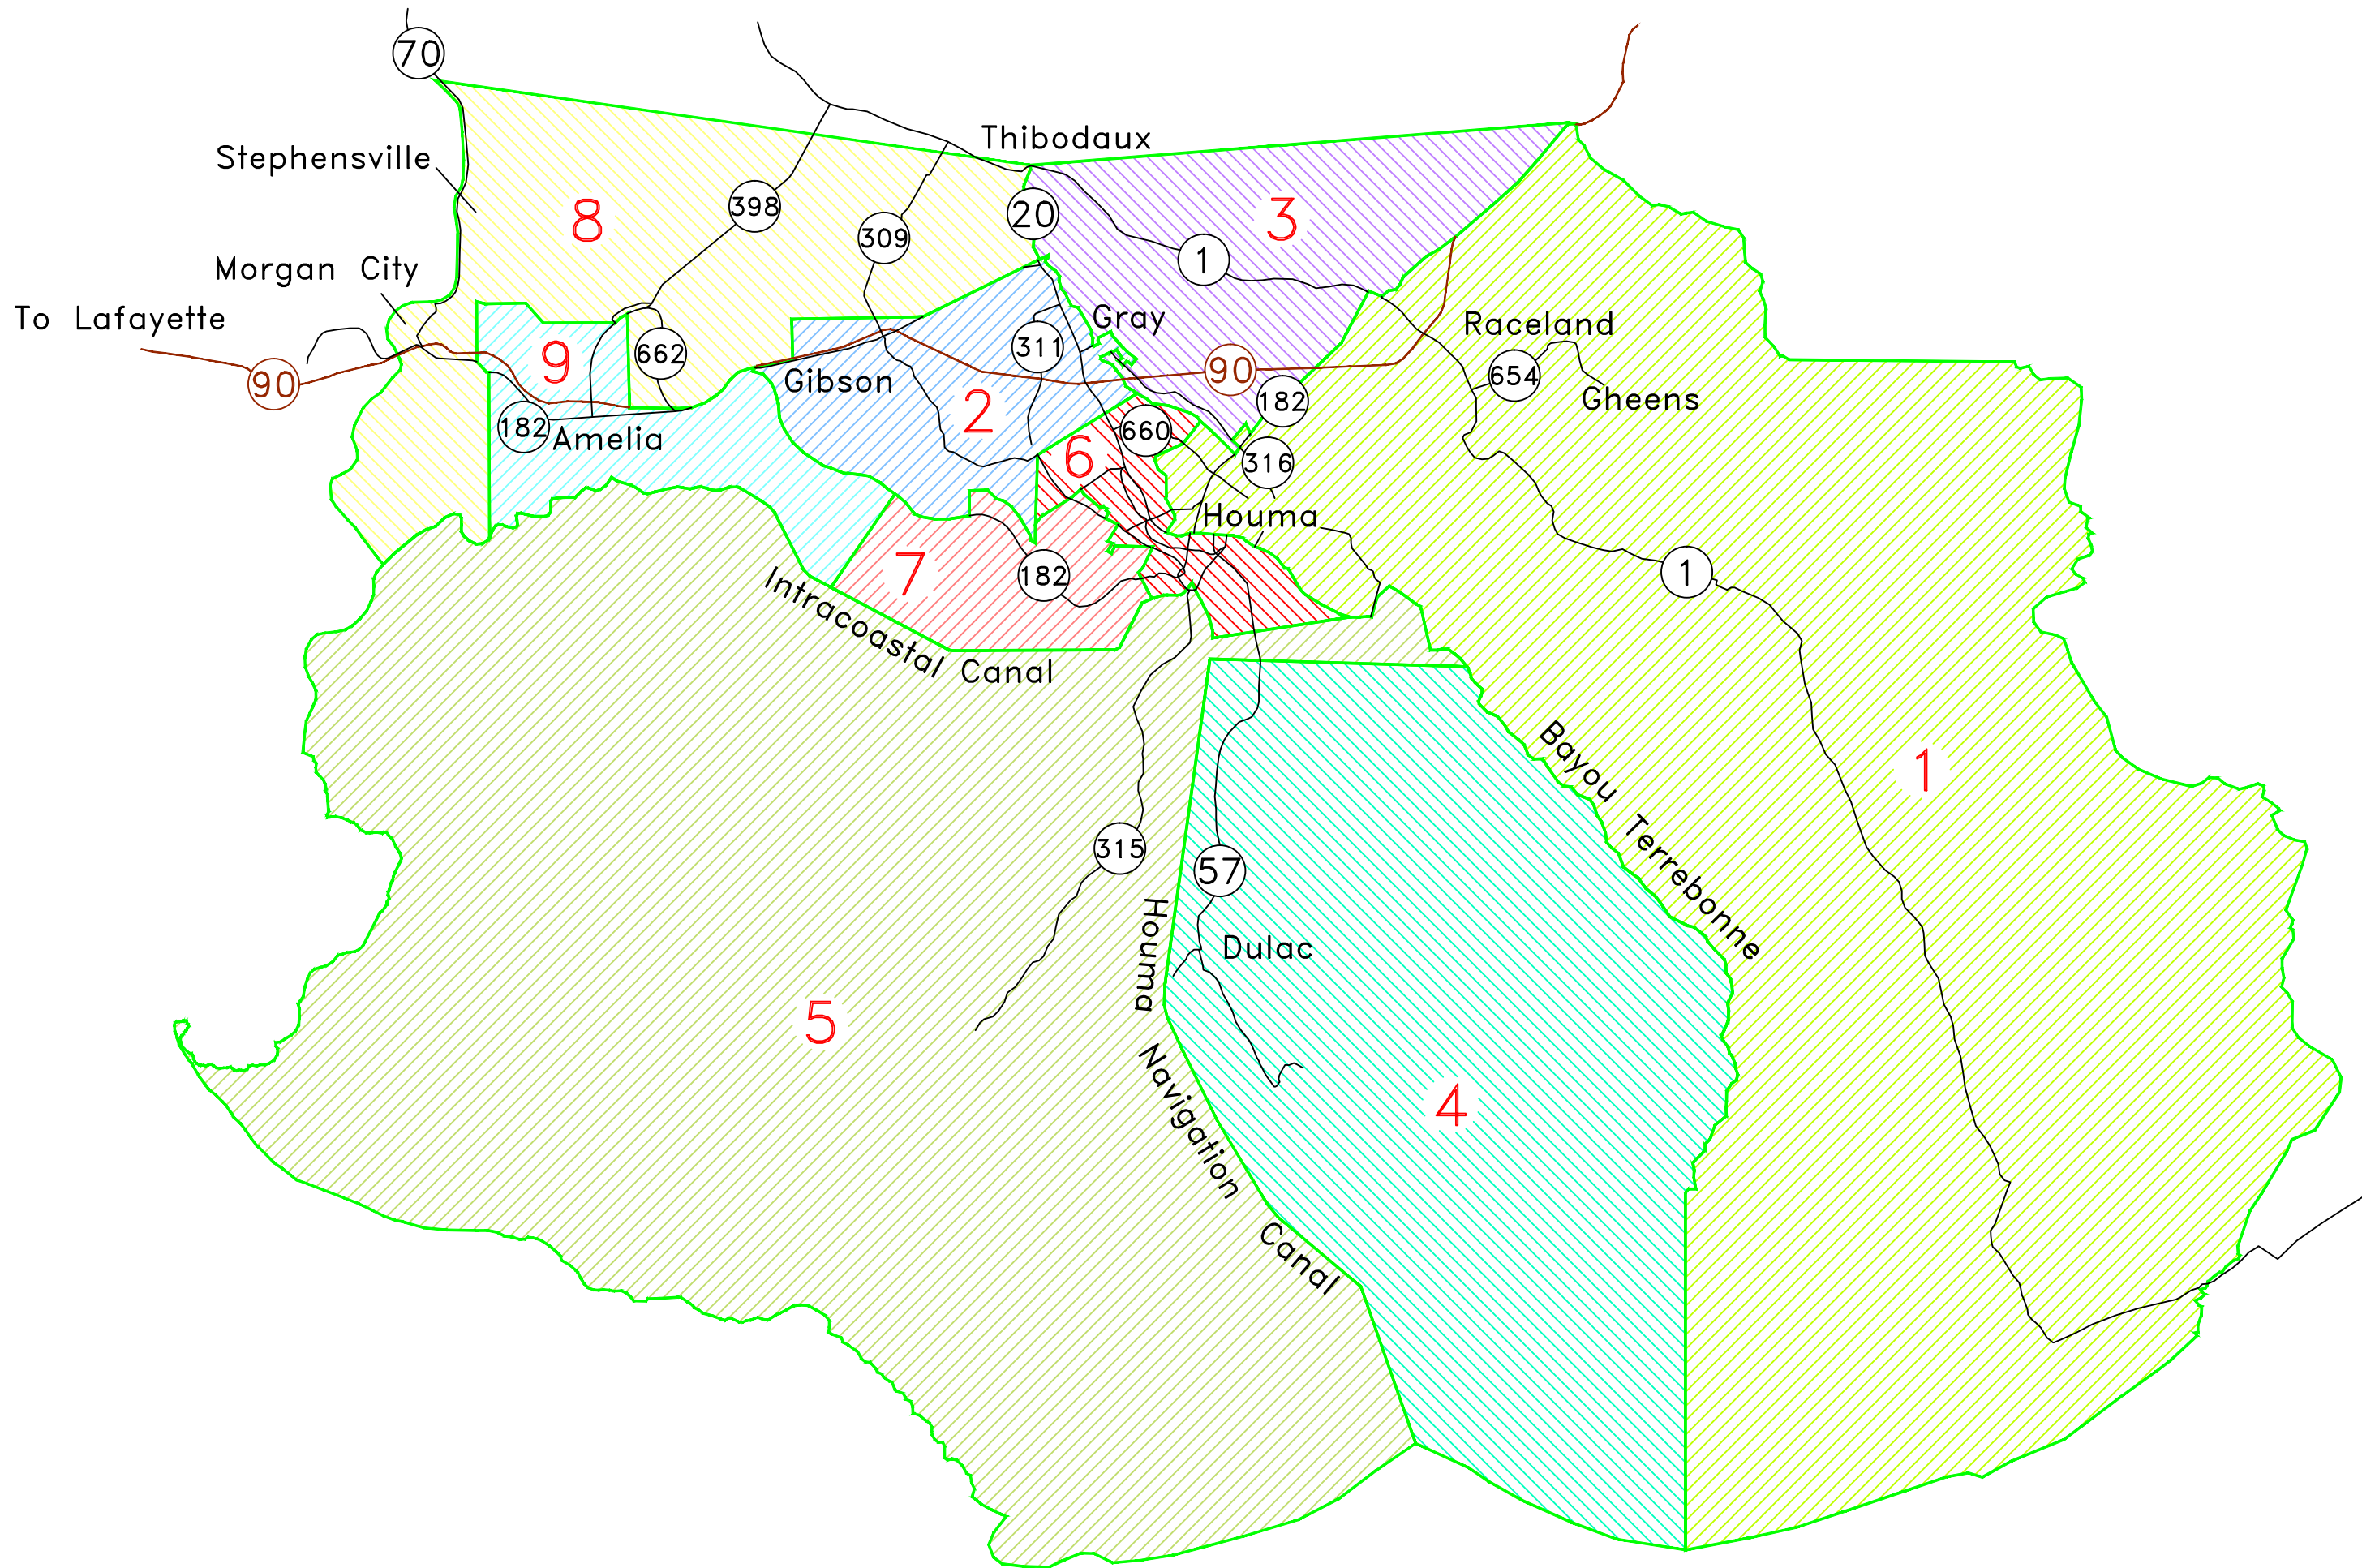 70
Thibodaux
Stephensville
398
8
20
3
309
1
Morgan City
To Lafayette
Gray
Raceland
311
662
9
90
90
654
Gibson
Gheens
182
2
182
Amelia
660
6
316
Houma
7
182
1
Intracoastal Canal
Bayou Terrebonne
1
315
57
Houma Navigation Canal
Dulac
5
4